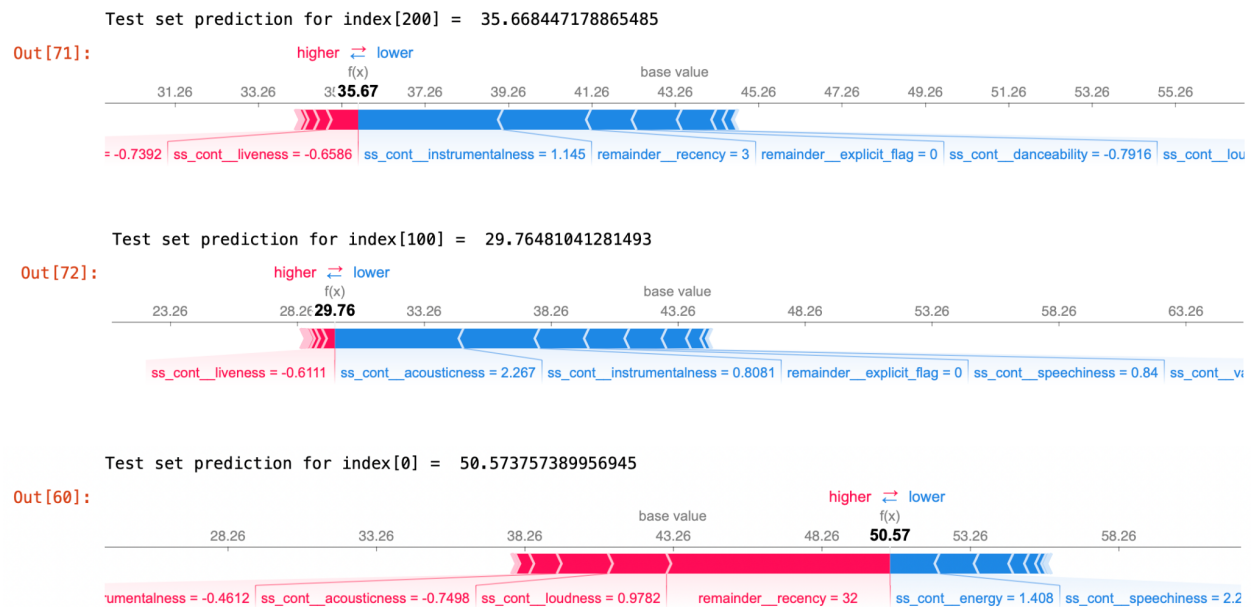 Test set prediction for index[200] = 35.668447178865485
Out[71]:
higher ⇄ lower
f(x) base value
31.26 33.26 35.67 37.26 39.26 41.26 43.26 45.26 47.26 49.26 51.26 53.26 55.26
= -0.7392 ss_cont__liveness = -0.6586 ss_cont__instrumentalness = 1.145 remainder__recency = 3 remainder__explicit_flag = 0 ss_cont__danceability = -0.7916 ss_cont__lou
Test set prediction for index[100] = 29.76481041281493
Out[72]:
higher ⇄ lower
f(x) base value
23.26 28.26 29.76 33.26 38.26 43.26 48.26 53.26 58.26 63.26
ss_cont__liveness = -0.6111 ss_cont__acousticness = 2.267 ss_cont__instrumentalness = 0.8081 remainder__explicit_flag = 0 ss_cont__speechiness = 0.84 ss_cont__va
Test set prediction for index[0] = 50.573757389956945
Out[60]:
higher ⇄ lower
base value f(x)
28.26 33.26 38.26 43.26 48.26 50.57 53.26 58.26
rumentalness = -0.4612 ss_cont__acousticness = -0.7498 ss_cont__loudness = 0.9782 remainder__recency = 32 ss_cont__energy = 1.408 ss_cont__speechiness = 2.2